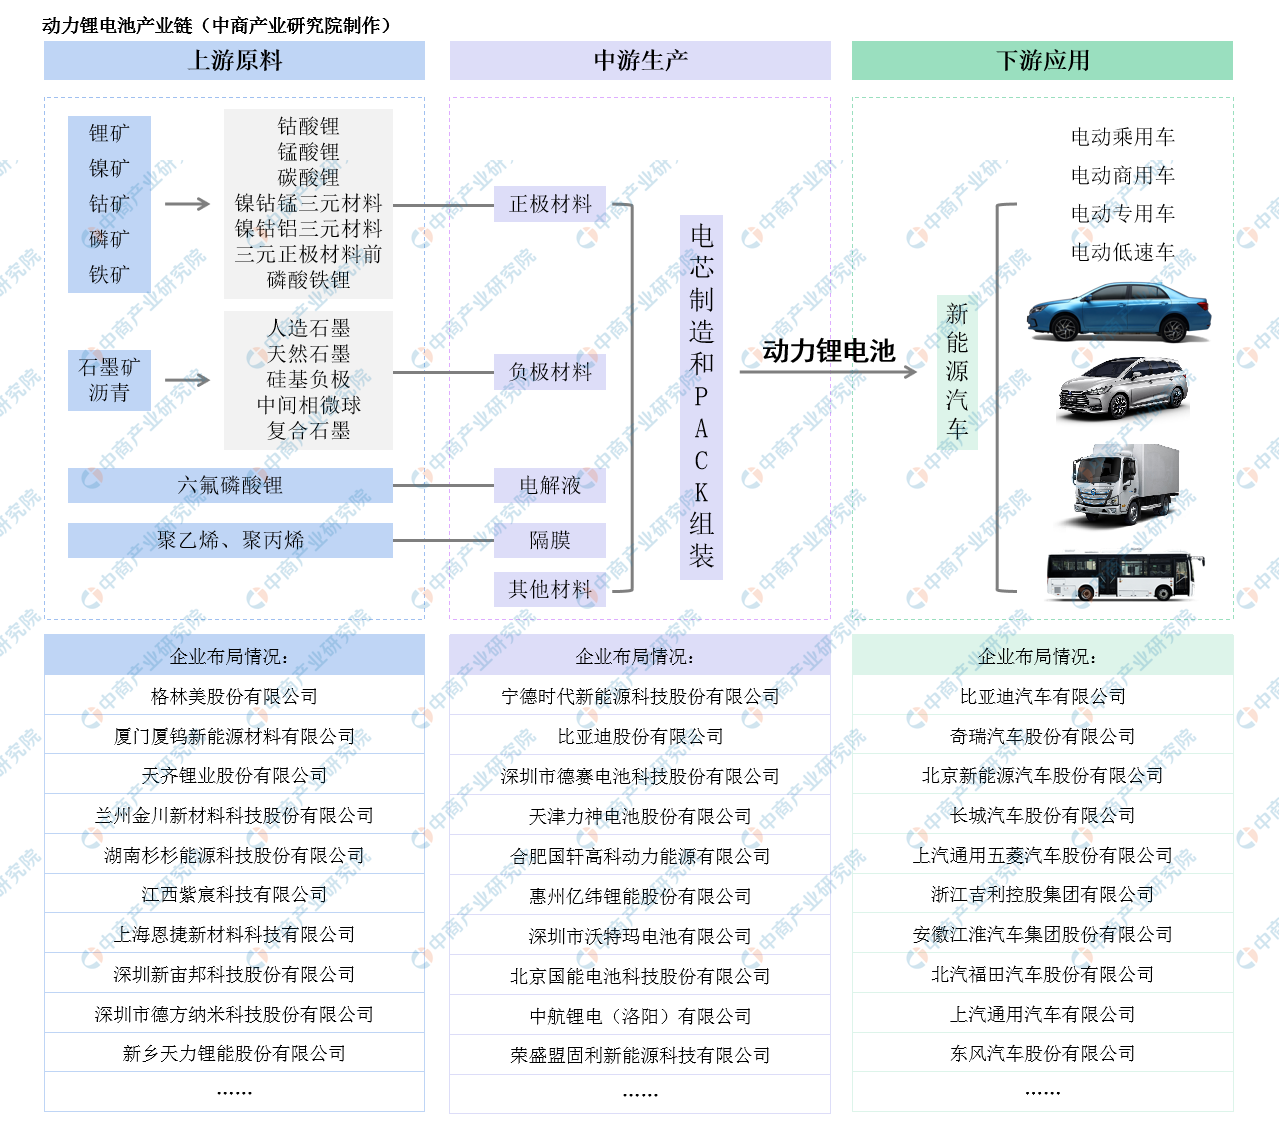 动力锂电池产业链（中商产业研究院制作）
上游原料
中游生产
下游应用
锂矿
镍矿
钴矿
磷矿
铁矿
钴酸锂
锰酸锂
碳酸锂
镍钴锰三元材料
镍钴铝三元材料
三元正极材料前
磷酸铁锂
石墨矿
沥青
人造石墨
天然石墨
硅基负极
中间相微球
复合石墨
六氟磷酸锂
聚乙烯、聚丙烯
正极材料
负极材料
电解液
隔膜
其他材料
电芯制造和PACK组装
动力锂电池
新能源汽车
电动乘用车
电动商用车
电动专用车
电动低速车
企业布局情况：
格林美股份有限公司
厦门厦钨新能源材料有限公司
天齐锂业股份有限公司
兰州金川新材料科技股份有限公司
湖南杉杉能源科技股份有限公司
江西紫宸科技有限公司
上海恩捷新材料科技有限公司
深圳新宙邦科技股份有限公司
深圳市德方纳米科技股份有限公司
新乡天力锂能股份有限公司
……
企业布局情况：
宁德时代新能源科技股份有限公司
比亚迪股份有限公司
深圳市德赛电池科技股份有限公司
天津力神电池股份有限公司
合肥国轩高科动力能源有限公司
惠州亿纬锂能股份有限公司
深圳市沃特玛电池有限公司
北京国能电池科技股份有限公司
中航锂电（洛阳）有限公司
荣盛盟固利新能源科技有限公司
……
企业布局情况：
比亚迪汽车有限公司
奇瑞汽车股份有限公司
北京新能源汽车股份有限公司
长城汽车股份有限公司
上汽通用五菱汽车股份有限公司
浙江吉利控股集团有限公司
安徽江淮汽车集团股份有限公司
北汽福田汽车股份有限公司
上汽通用汽车有限公司
东风汽车股份有限公司
……
中商产业研究院